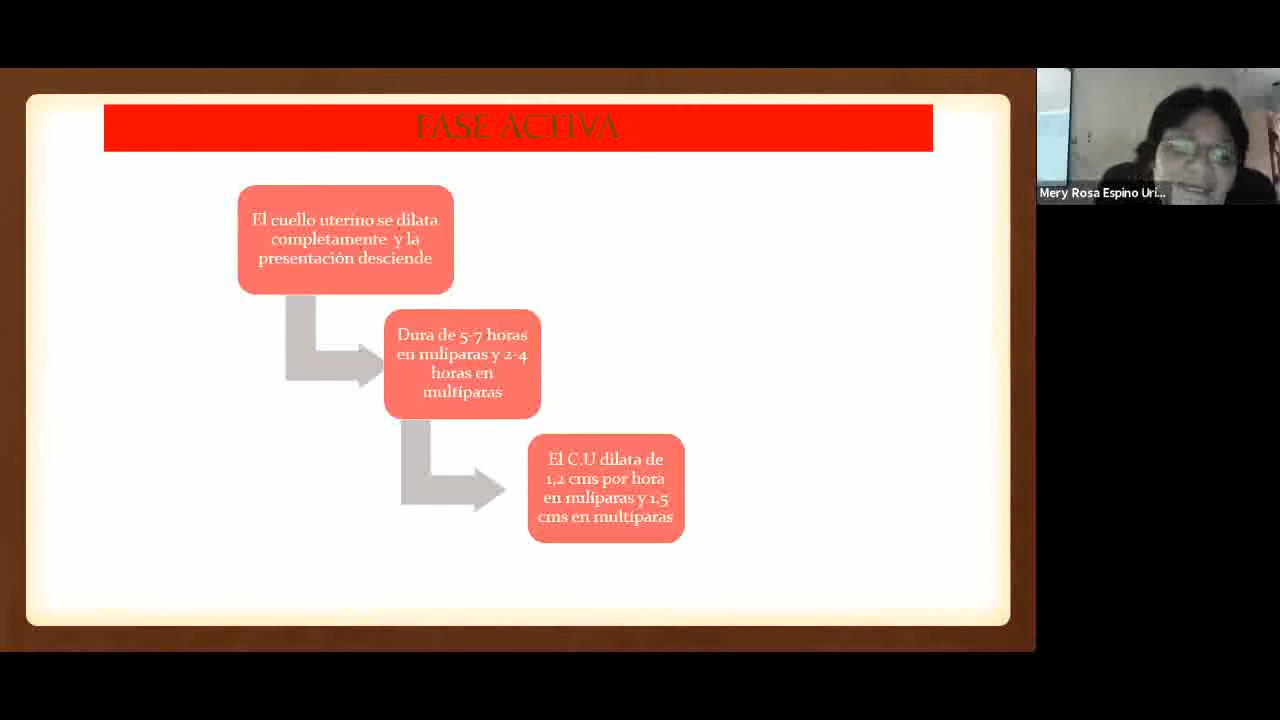 FASE ACTIVA
El cuello uterino se dilata
completamente y la
presentación desciende
Dura de 5-7 horas
en nulíparas y 2-4
horas en
multíparas
El C.U dilata de
1,2 cms por hora
en nulíparas y 1,5
cms en multíparas
Mery Rosa Espino Uri...